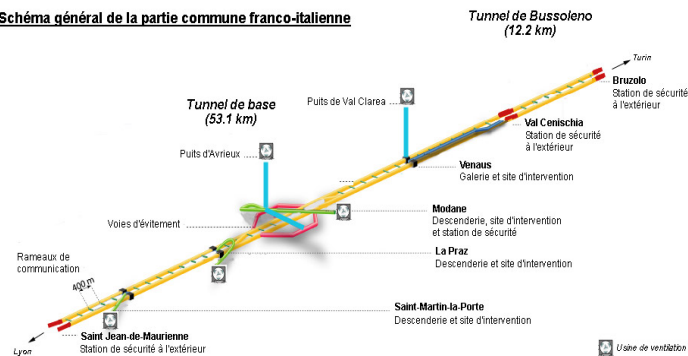 Schéma général de la partie commune franco-italienne
Tunnel de Bussoleno
(12.2 km)
Turin
Bruzolo
Station de sécurité
à l'extérieur
Tunnel de base
(53.1 km)
Puits de Val Clarea
Val Cenischia
Station de sécurité
à l'extérieur
Puits d'Avrieux
Venaus
Galerie et site d'intervention
Modane
Descenderie, site d'intervention
et station de sécurité
Voies d'évitement
La Praz
Descenderie et site d'intervention
Rameaux de
communication
400 m
Saint-Martin-la-Porte
Descenderie et site d'intervention
Saint Jean-de-Maurienne
Station de sécurité à l'extérieur
Lyon
Usine de ventilation